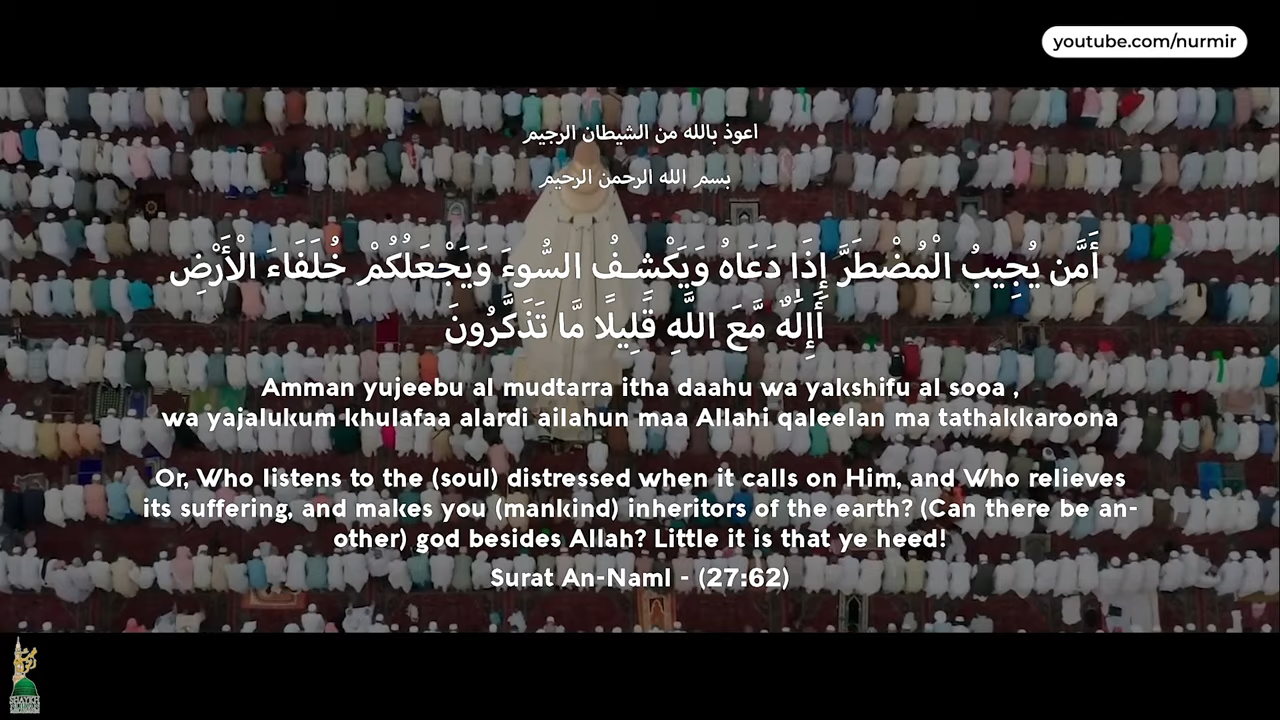 youtube.com/nurmir
اعوذ بالله من الشيطان الرجيم
بسم الله الرحمن الرحيم
أَمَّن يُجِيبُ الْمُضْطَرَّ إِذَا دَعَاهُ وَيَكْشِفُ السُّوءَ وَيَجْعَلُكُمْ خُلَفَاءَ الْأَرْضِ
أَإِلَٰهٌ مَّعَ اللَّهِ قَلِيلًا مَّا تَذَكَّرُونَ
Amman yujeebu al mudtarra itha daahu wa yakshifu al sooa ,
wa yajalukum khulafaa alardi ailahun maa Allahi qaleelan ma tathakkaroona
Or, Who listens to the (soul) distressed when it calls on Him, and Who relieves
its suffering, and makes you (mankind) inheritors of the earth? (Can there be an-
other) god besides Allah? Little it is that ye heed!
Surat An-Naml - (27:62)
SHAYKH